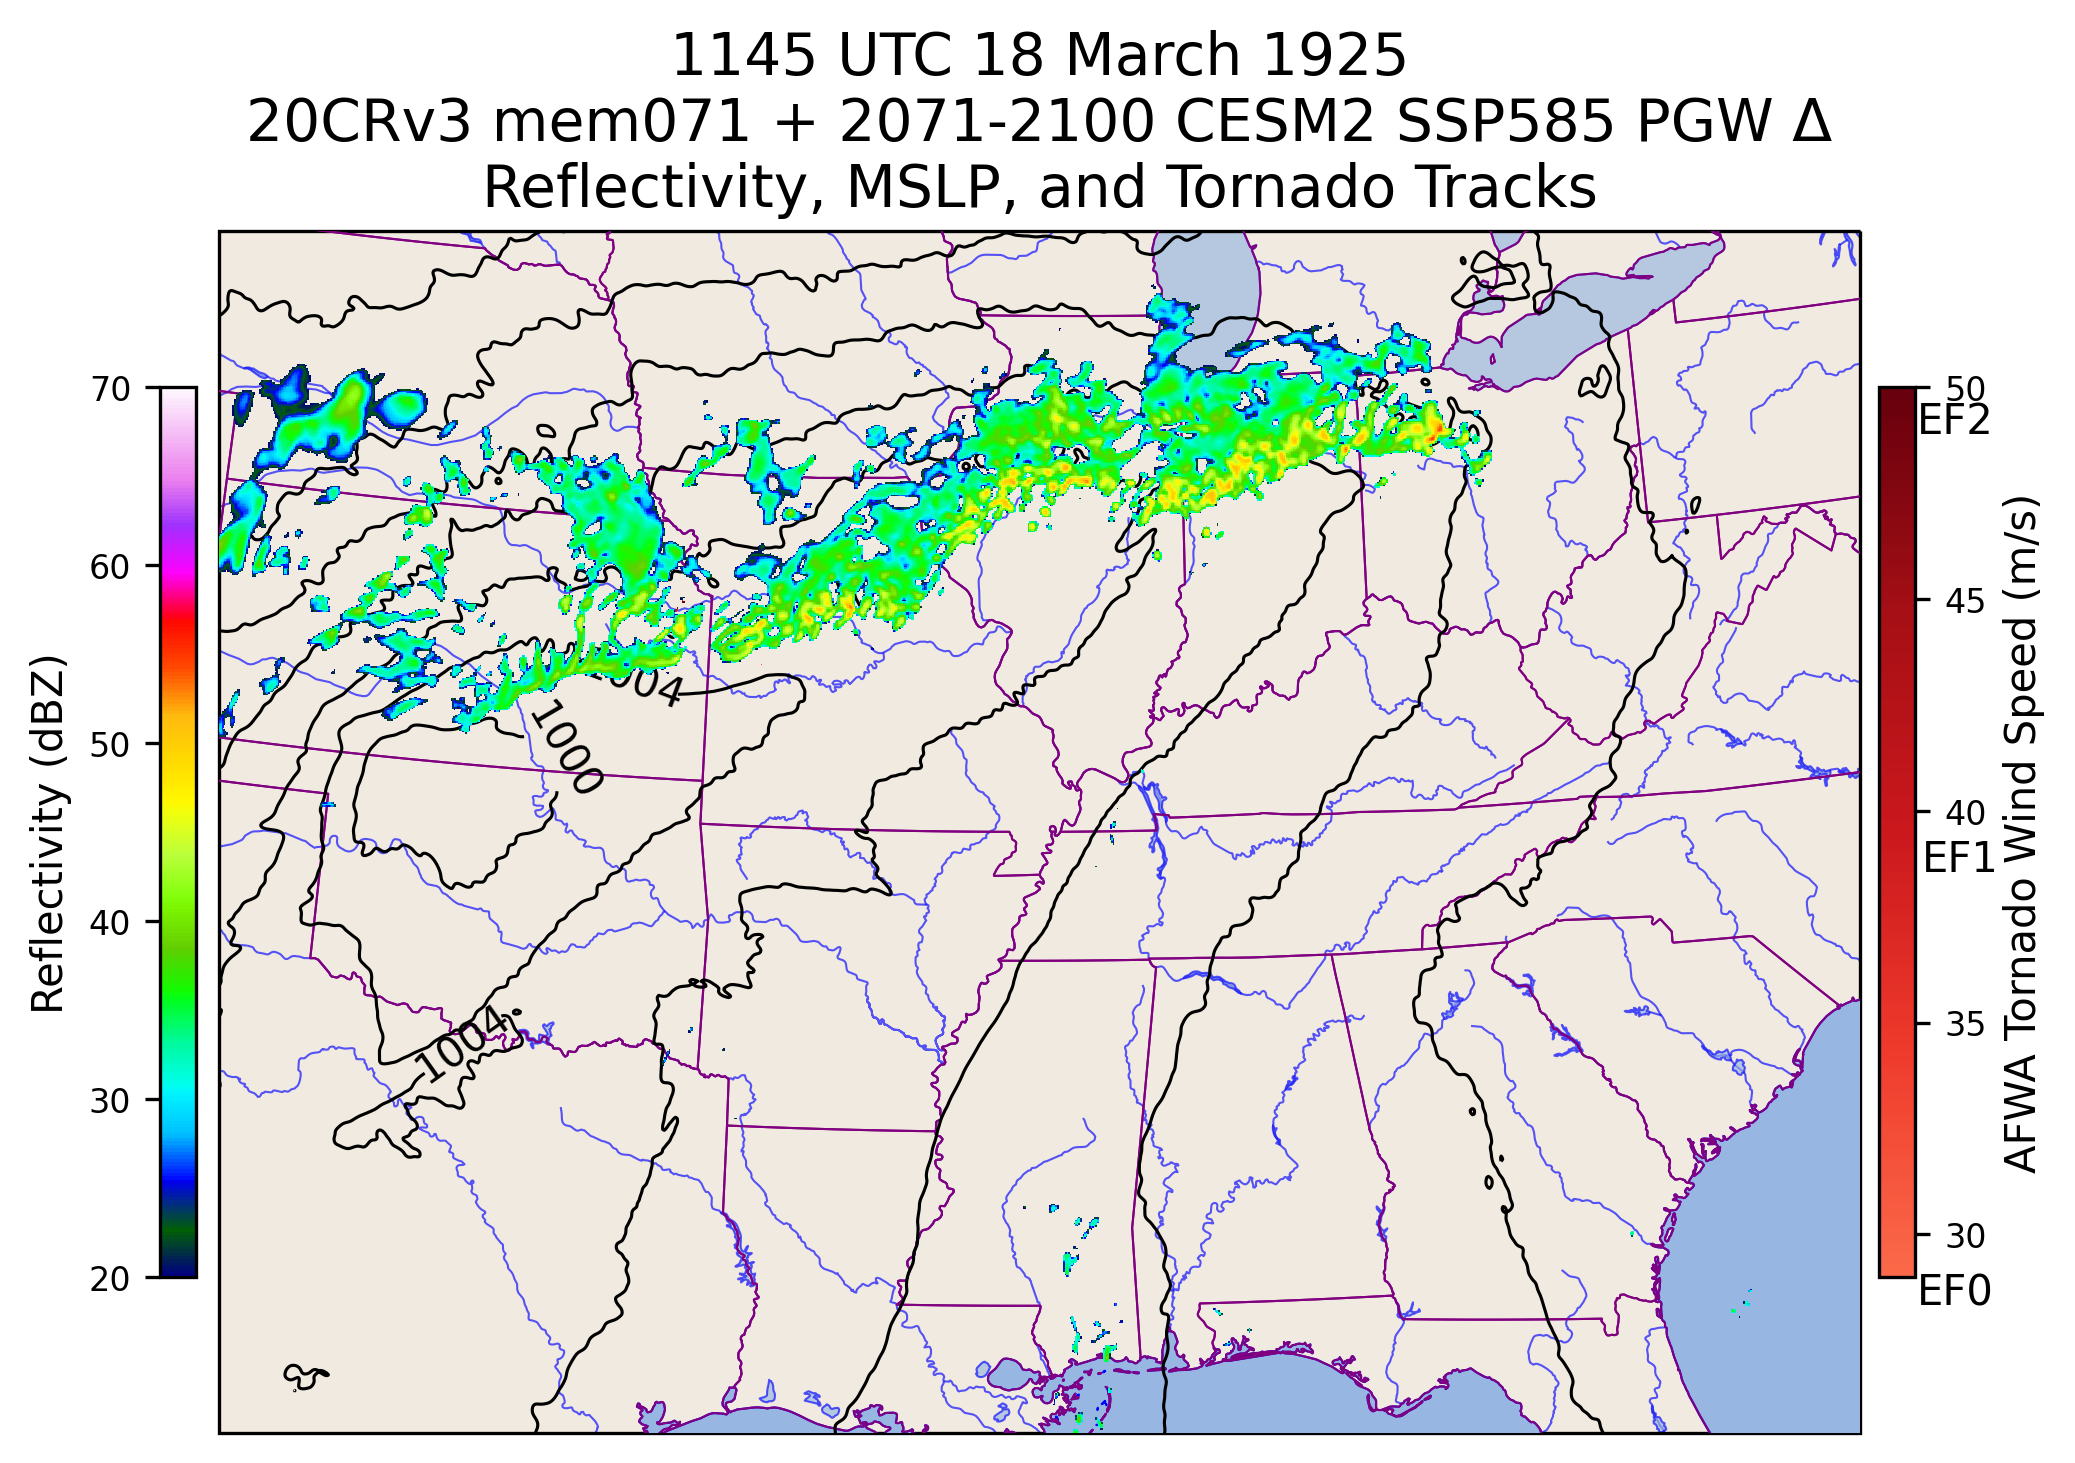 1145 UTC 18 March 1925
20CRv3 mem071 + 2071-2100 CESM2 SSP585 PGW Δ
Reflectivity, MSLP, and Tornado Tracks
Reflectivity (dBZ)
70
60
50
40
30
20
1004
1000
1004
50
EF2
45
40
EF1
35
30
EF0
AFWA Tornado Wind Speed (m/s)